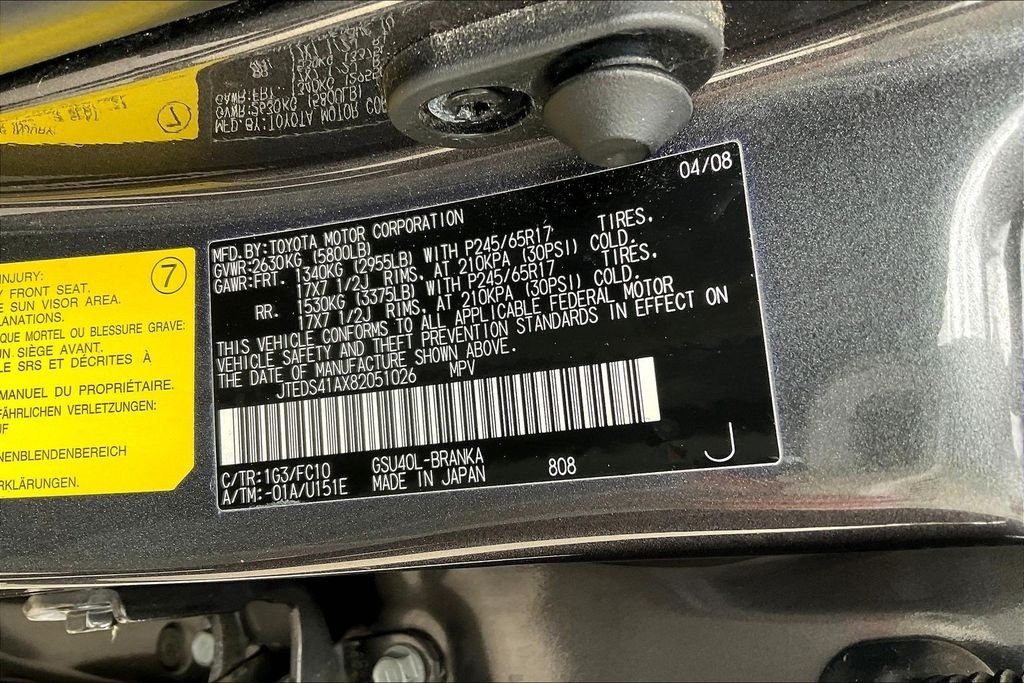 04/08
MFD.BY:TOYOTA MOTOR CORPORATION
GVWR:2630KG (5800LB)
GAWR:FRT. 1340KG (2955LB) WITH P245/65R17 TIRES,
17X7 1/2J RIMS, AT 210KPA (30PSI) COLD.
RR. 1530KG (3375LB) WITH P245/65R17 TIRES,
17X7 1/2J RIMS, AT 210KPA (30PSI) COLD.
THIS VEHICLE CONFORMS TO ALL APPLICABLE FEDERAL MOTOR
VEHICLE SAFETY AND THEFT PREVENTION STANDARDS IN EFFECT ON
THE DATE OF MANUFACTURE SHOWN ABOVE.
JTEDS41AX82051026 MPV
C/TR:1G3/FC10 GSU40L-BRANKA 808
A/TM:-01A/U151E MADE IN JAPAN
J
7
INJURY:
FRONT SEAT.
SUN VISOR AREA.
QUE MORTEL OU BLESSURE GRAVE:
UN SIÈGE AVANT.
LE SRS ET DÉCRITES À
MANUEL DU PROPRIÉTAIRE.
FÄHRLICHEN VERLETZUNGEN:
UF
NENBLENDENBEREICH
RKLÄRUNGEN.